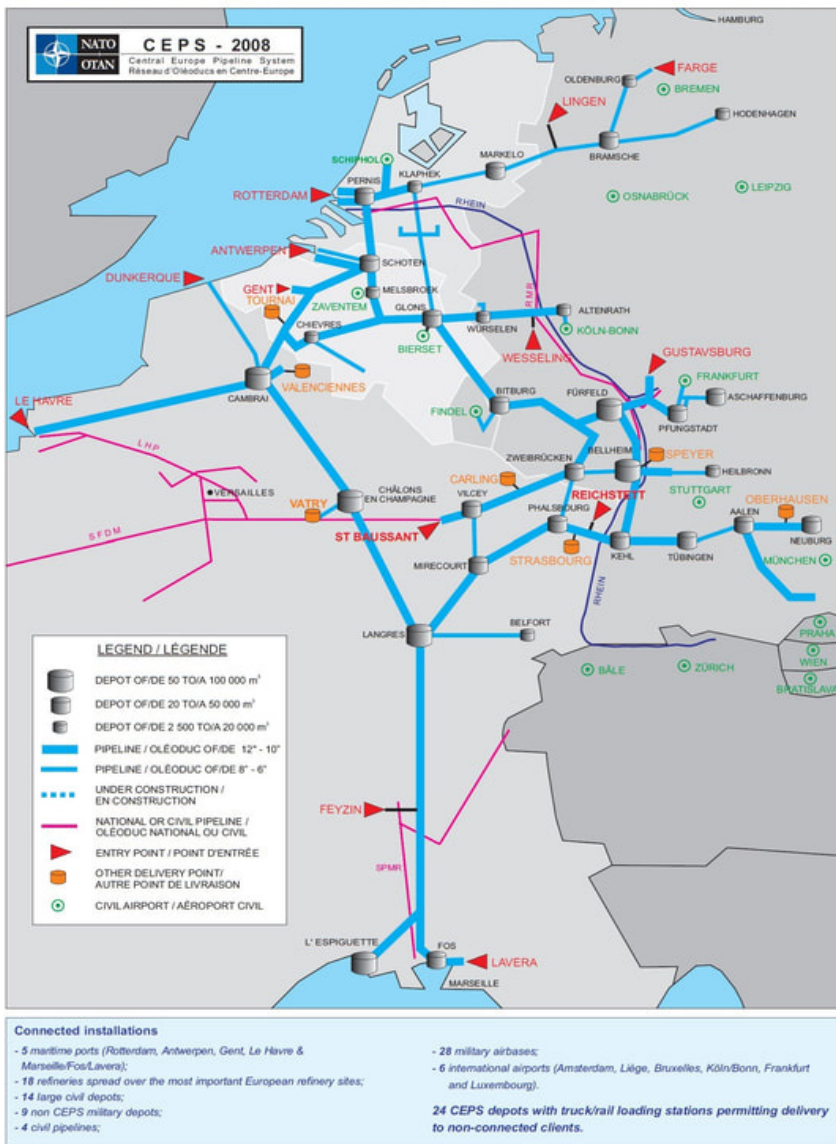 NATO
OTAN
CEPS - 2008
Central Europe Pipeline System
Réseau d'Oléoducs en Centre-Europe
HAMBURG
FARGE
OLDENBURG
BREMEN
LINGEN
HODENHAGEN
BRAMSCHE
MARKELO
SCHIPHOL
KLAPHEK
PERNIS
ROTTERDAM
OSNABRÜCK
LEIPZIG
RHEIN
ANTWERPEN
SCHOTEN
DUNKERQUE
GENT
MELSBROEK
TOURNAI
ZAVENTEM
GLONS
RMR
ALTENRATH
CHIEVRES
WÜRSELEN
KÖLN-BONN
BIERSET
WESSELING
GUSTAVSBURG
VALENCIENNES
CAMBRAI
LE HAVRE
BITBURG
FÜRFELD
FRANKFURT
ASCHAFFENBURG
FINDEL
PFUNGSTADT
BELLHEIM
LHP
ZWEIBRÜCKEN
SPEYER
CARLING
HEILBRONN
VERSAILLES
CHÂLONS
EN CHAMPAGNE
VILCEY
REICHSTETT
STUTTGART
OBERHAUSEN
VATRY
PHALSBOURG
AALEN
SFDM
ST BAUSSANT
NEUBURG
STRASBOURG
KEHL
TÜBINGEN
MÜNCHEN
MIRECOURT
RHEIN
LANGRES
BELFORT
PRAHA
WIEN
BRATISLAVA
BÂLE
ZÜRICH
LEGEND / LÉGENDE
DEPOT OF/DE 50 TO/A 100 000 m³
DEPOT OF/DE 20 TO/A 50 000 m³
DEPOT OF/DE 2 500 TO/A 20 000 m³
PIPELINE / OLÉODUC OF/DE 12" - 10"
PIPELINE / OLÉODUC OF/DE 8" - 6"
UNDER CONSTRUCTION /
EN CONSTRUCTION
NATIONAL OR CIVIL PIPELINE /
OLÉODUC NATIONAL OU CIVIL
ENTRY POINT / POINT D'ENTRÉE
OTHER DELIVERY POINT/
AUTRE POINT DE LIVRAISON
CIVIL AIRPORT / AÉROPORT CIVIL
FEYZIN
SPMR
L' ESPIGUETTE
FOS
LAVERA
MARSEILLE
Connected installations
- 5 maritime ports (Rotterdam, Antwerpen, Gent, Le Havre &
Marseille/Fos/Lavera);
- 18 refineries spread over the most important European refinery sites;
- 14 large civil depots;
- 9 non CEPS military depots;
- 4 civil pipelines;
- 28 military airbases;
- 6 international airports (Amsterdam, Liège, Bruxelles, Köln/Bonn, Frankfurt
and Luxembourg).
24 CEPS depots with truck/rail loading stations permitting delivery
to non-connected clients.